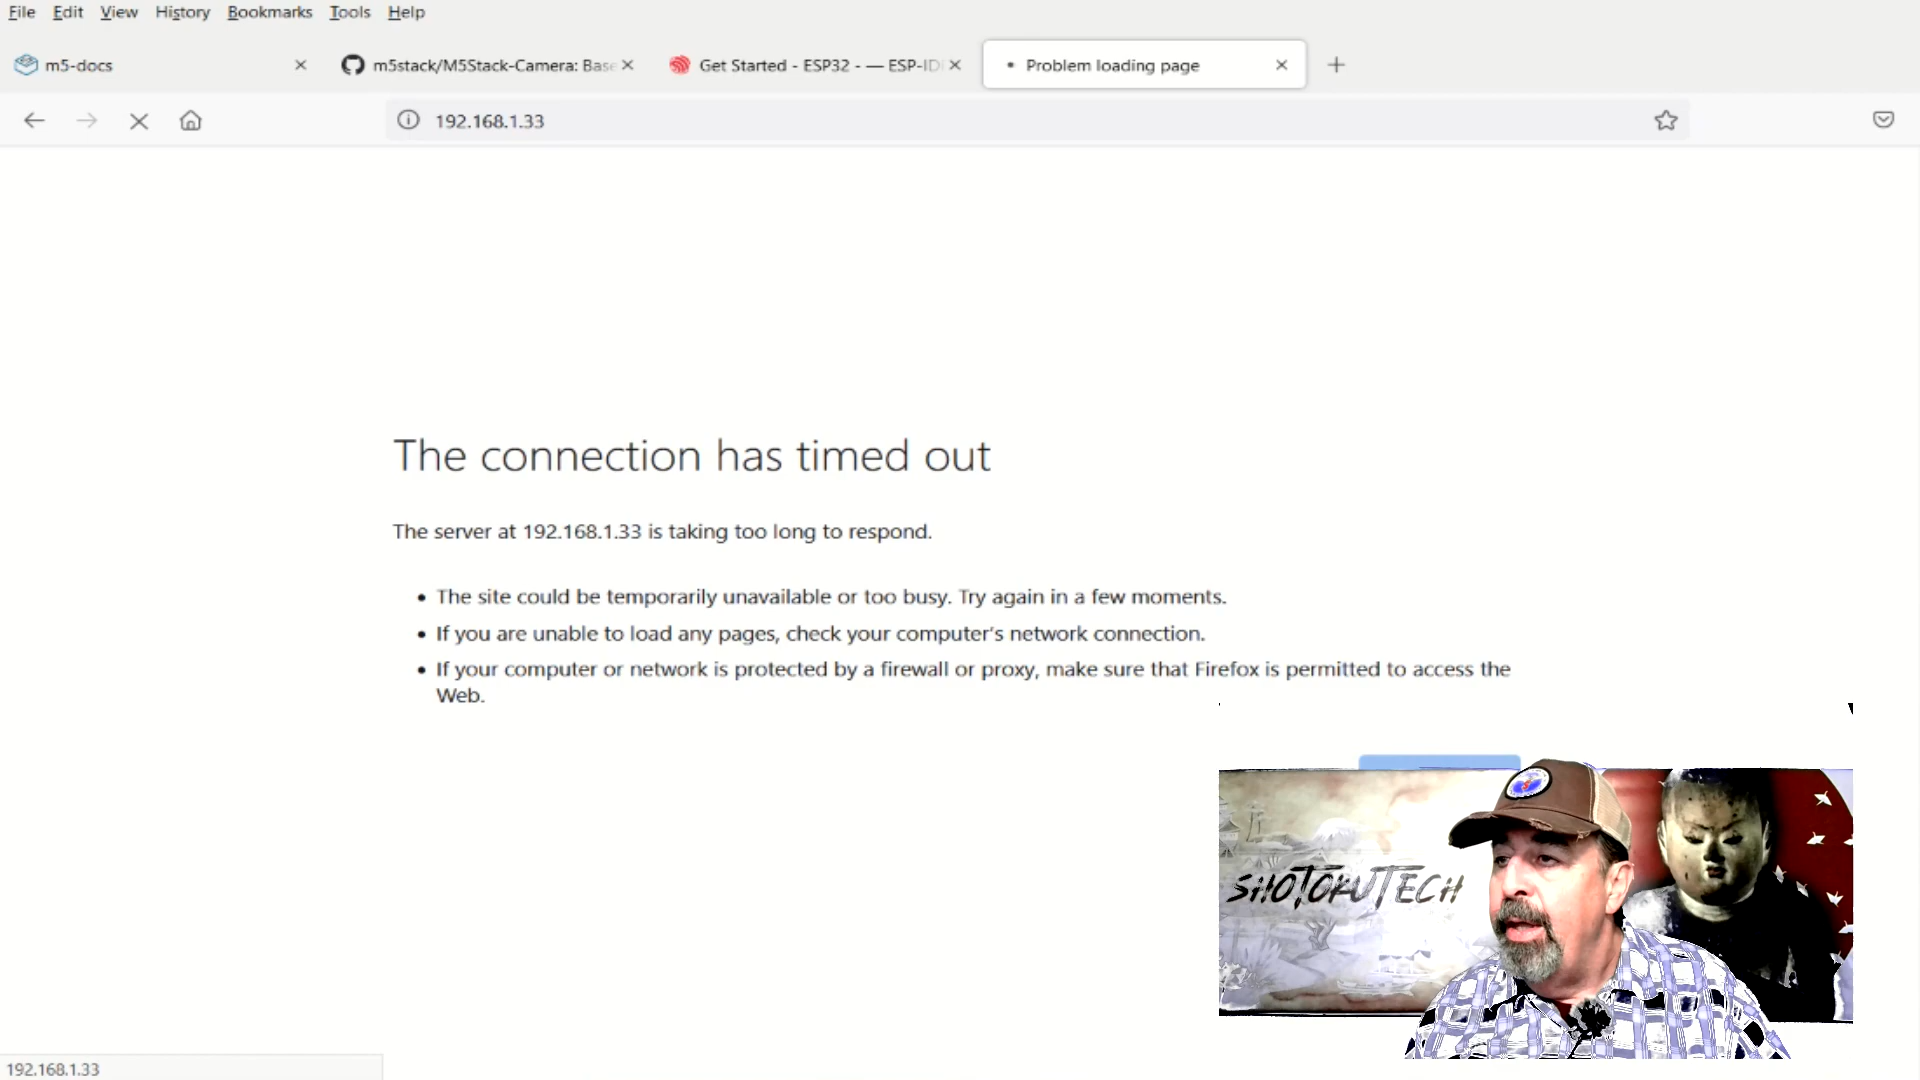 File Edit View History Bookmarks Tools Help
m5-docs
m5stack/M5Stack-Camera: Base
Get Started - ESP32 - — ESP-ID
Problem loading page
192.168.1.33
The connection has timed out
The server at 192.168.1.33 is taking too long to respond.
• The site could be temporarily unavailable or too busy. Try again in a few moments.
• If you are unable to load any pages, check your computer's network connection.
• If your computer or network is protected by a firewall or proxy, make sure that Firefox is permitted to access the
Web.
SHOTOKUTECH
192.168.1.33